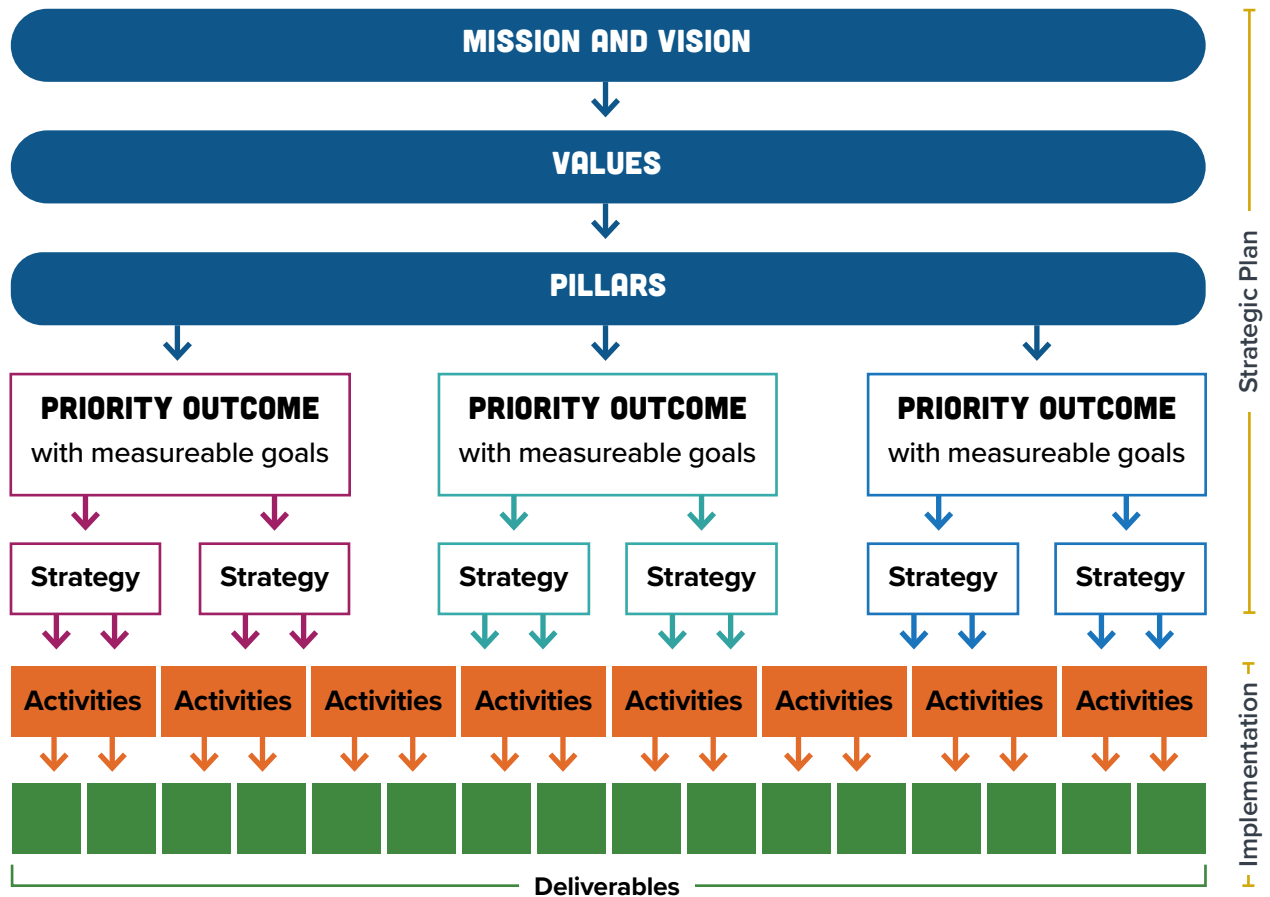 MISSION AND VISION
VALUES
PILLARS
PRIORITY OUTCOME
with measureable goals
PRIORITY OUTCOME
with measureable goals
PRIORITY OUTCOME
with measureable goals
Strategy
Strategy
Strategy
Strategy
Strategy
Strategy
Activities
Activities
Activities
Activities
Activities
Activities
Activities
Activities
Deliverables
Strategic Plan
Implementation